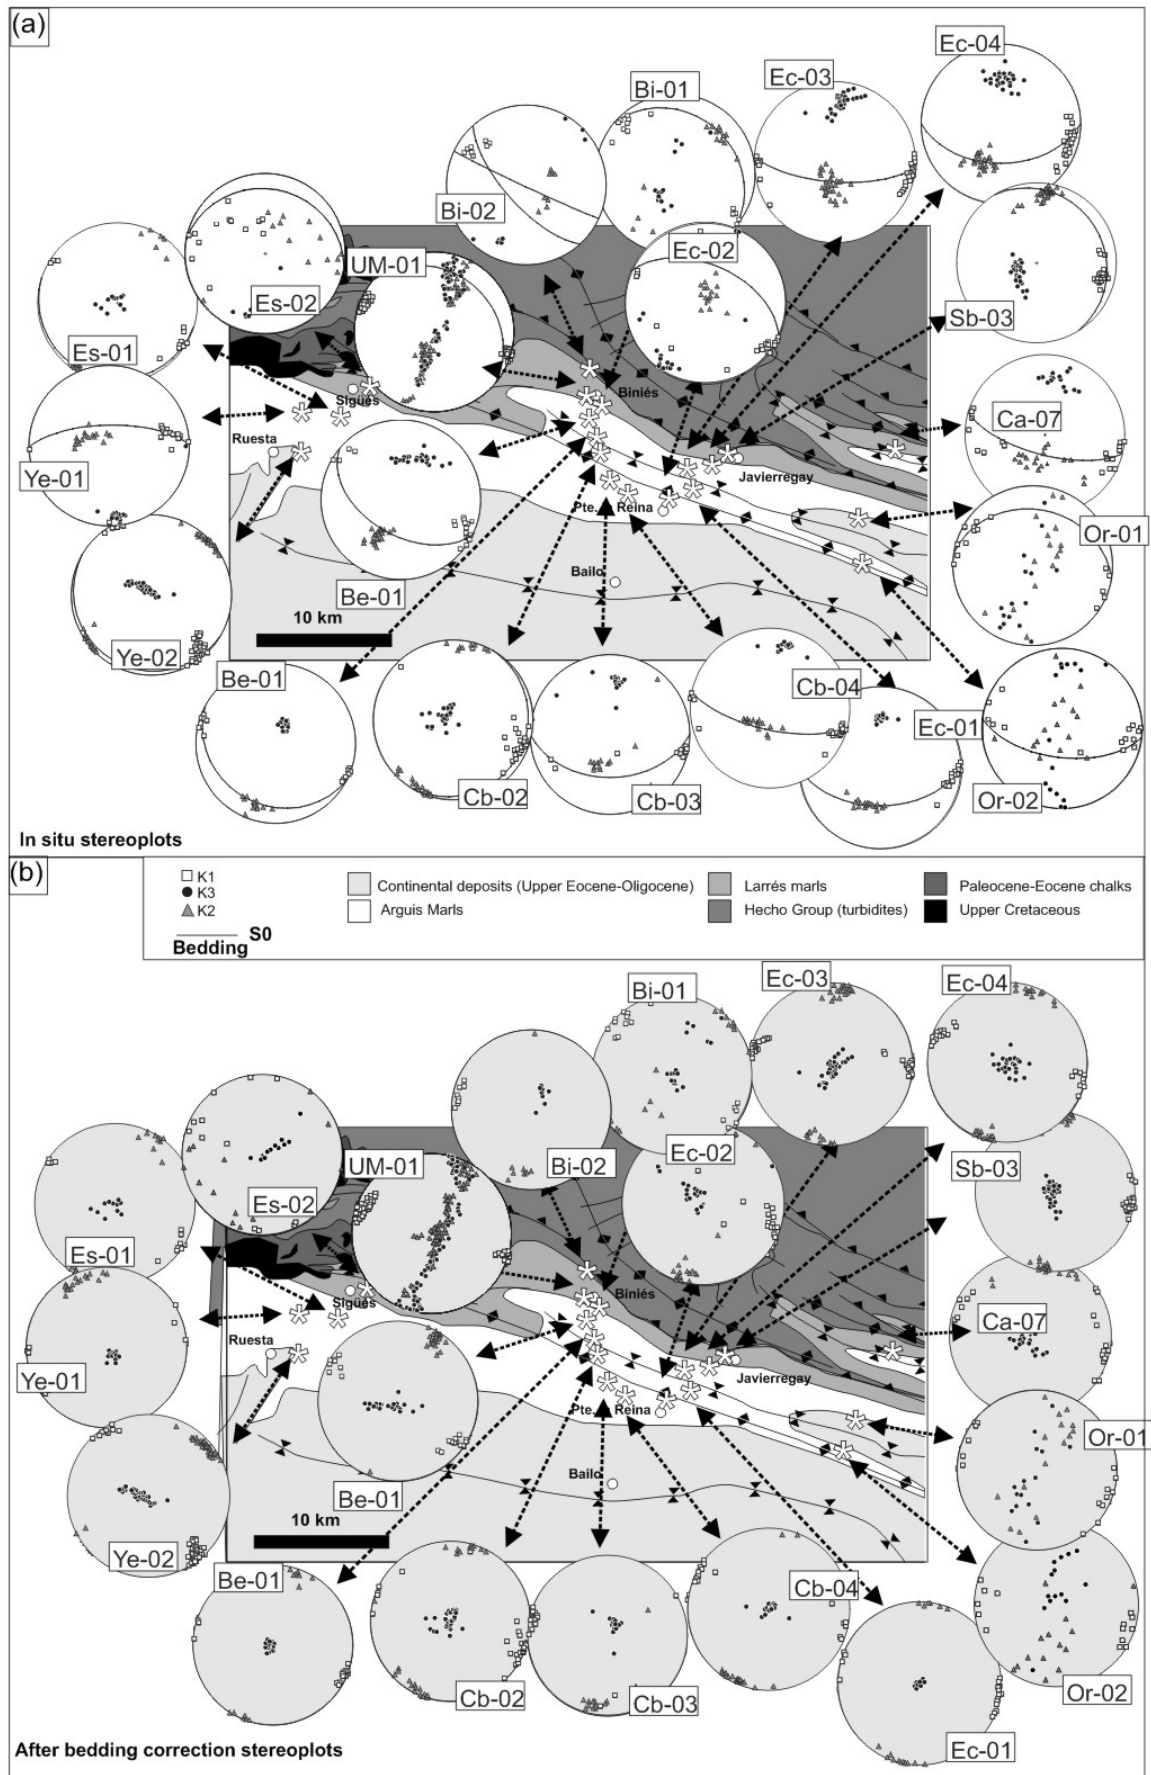 (a)
Ec-04
Ec-03
Bi-01
Bi-02
Ec-02
UM-01
Es-02
Sb-03
Es-01
Sigües
Biniés
Ca-07
Ruesta
Ye-01
Javierregay
Pte. la Reina
Or-01
Bailo
Be-01
10 km
Ye-02
Be-01
Cb-04
Ec-01
Cb-02
Cb-03
Or-02
In situ stereoplots
(b)
K1
K3
K2
S0
Bedding
Continental deposits (Upper Eocene-Oligocene)
Arguis Marls
Larrés marls
Hecho Group (turbidites)
Paleocene-Eocene chalks
Upper Cretaceous
Ec-03
Ec-04
Bi-01
Ec-02
UM-01
Bi-02
Sb-03
Es-02
Es-01
Sigües
Biniés
Ca-07
Ruesta
Ye-01
Javierregay
Pte. la Reina
Or-01
Bailo
Be-01
10 km
Ye-02
Be-01
Cb-04
Cb-02
Cb-03
Or-02
Ec-01
After bedding correction stereoplots